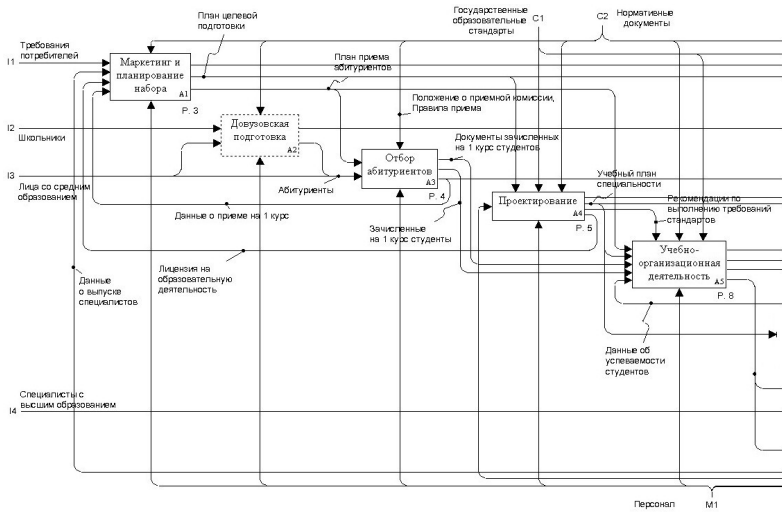 План целевой
подготовки
Государственные
образовательные
стандарты
C1
C2
Нормативные
документы
Требования
потребителей
I1
Маркетинг и
планирование
набора
A1
P. 3
План приема
абитуриентов
Положение о приемной комиссии,
Правила приема
I2
Школьники
Довузовская
подготовка
A2
Документы зачисленных
на 1 курс студентов
Отбор
абитуриентов
A3
P. 4
I3
Лица со средним
образованием
Абитуриенты
Учебный план
специальности
Данные о приеме на 1 курс
Зачисленные
на 1 курс студенты
Проектирование
A4
P. 5
Рекомендации по
выполнению требований
стандартов
Учебно-
организационная
деятельность
A5
P. 8
Данные
о выпуске
специалистов
Лицензия на
образовательную
деятельность
Данные об
успеваемости
студентов
Специалисты с
высшим образованием
I4
Персонал
M1